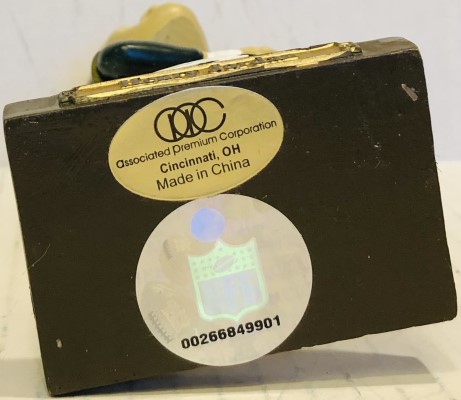 associated Premium Corporation
Cincinnati, OH
Made in China
00266849901